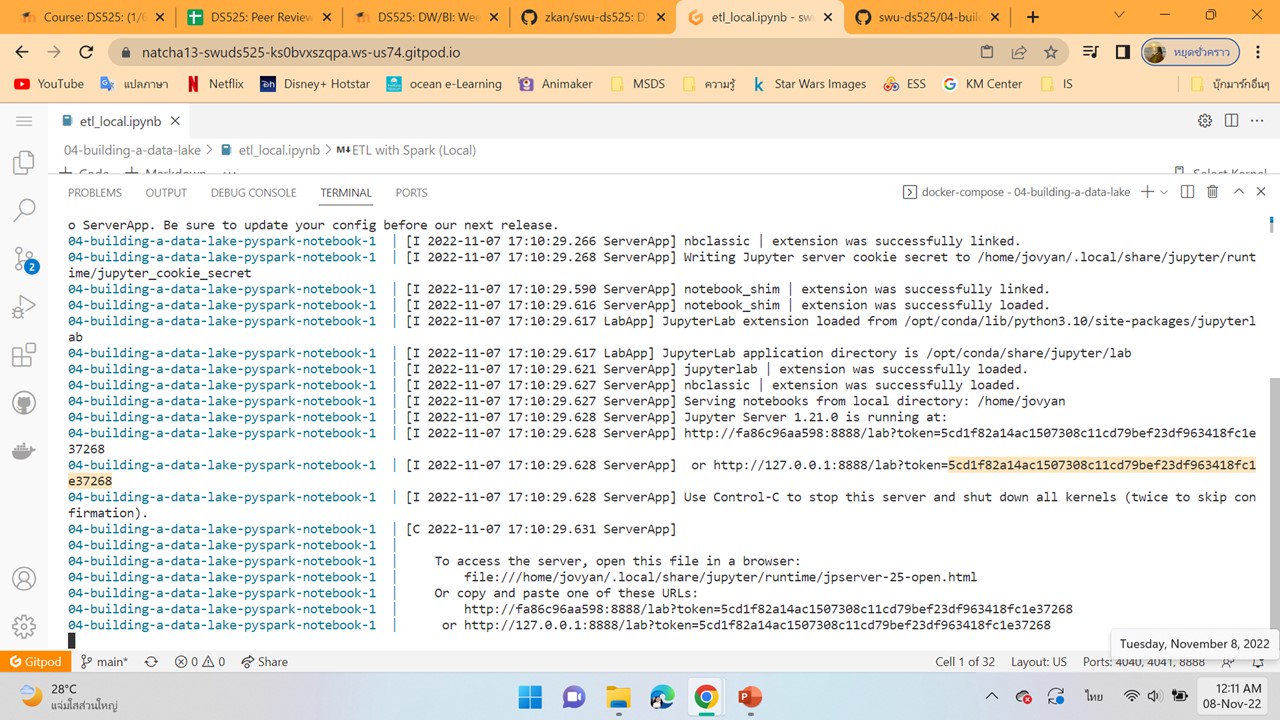 Course: DS525: (1/6
DS525: Peer Review
DS525: DW/BI: Wee
zkan/swu-ds525: D
etl_local.ipynb - sw
swu-ds525/04-buil
natcha13-swuds525-ks0bvxszqpa.ws-us74.gitpod.io
หยุดชั่วคราว
YouTube
แปลภาษา
Netflix
Disney+ Hotstar
ocean e-Learning
Animaker
MSDS
ความรู้
Star Wars Images
ESS
KM Center
IS
บุ๊กมาร์กอื่นๆ
etl_local.ipynb
04-building-a-data-lake > etl_local.ipynb > M↓ETL with Spark (Local)
Code Markdown ... Select Kernel
PROBLEMS OUTPUT DEBUG CONSOLE TERMINAL PORTS
docker-compose - 04-building-a-data-lake
o ServerApp. Be sure to update your config before our next release.
04-building-a-data-lake-pyspark-notebook-1 | [I 2022-11-07 17:10:29.266 ServerApp] nbclassic | extension was successfully linked.
04-building-a-data-lake-pyspark-notebook-1 | [I 2022-11-07 17:10:29.268 ServerApp] Writing Jupyter server cookie secret to /home/jovyan/.local/share/jupyter/runt
ime/jupyter_cookie_secret
04-building-a-data-lake-pyspark-notebook-1 | [I 2022-11-07 17:10:29.590 ServerApp] notebook_shim | extension was successfully linked.
04-building-a-data-lake-pyspark-notebook-1 | [I 2022-11-07 17:10:29.616 ServerApp] notebook_shim | extension was successfully loaded.
04-building-a-data-lake-pyspark-notebook-1 | [I 2022-11-07 17:10:29.617 LabApp] JupyterLab extension loaded from /opt/conda/lib/python3.10/site-packages/jupyterl
ab
04-building-a-data-lake-pyspark-notebook-1 | [I 2022-11-07 17:10:29.617 LabApp] JupyterLab application directory is /opt/conda/share/jupyter/lab
04-building-a-data-lake-pyspark-notebook-1 | [I 2022-11-07 17:10:29.621 ServerApp] jupyterlab | extension was successfully loaded.
04-building-a-data-lake-pyspark-notebook-1 | [I 2022-11-07 17:10:29.627 ServerApp] nbclassic | extension was successfully loaded.
04-building-a-data-lake-pyspark-notebook-1 | [I 2022-11-07 17:10:29.627 ServerApp] Serving notebooks from local directory: /home/jovyan
04-building-a-data-lake-pyspark-notebook-1 | [I 2022-11-07 17:10:29.628 ServerApp] Jupyter Server 1.21.0 is running at:
04-building-a-data-lake-pyspark-notebook-1 | [I 2022-11-07 17:10:29.628 ServerApp] http://fa86c96aa598:8888/lab?token=5cd1f82a14ac1507308c11cd79bef23df963418fc1e
37268
04-building-a-data-lake-pyspark-notebook-1 | [I 2022-11-07 17:10:29.628 ServerApp]  or http://127.0.0.1:8888/lab?token=5cd1f82a14ac1507308c11cd79bef23df963418fc1
e37268
04-building-a-data-lake-pyspark-notebook-1 | [I 2022-11-07 17:10:29.628 ServerApp] Use Control-C to stop this server and shut down all kernels (twice to skip con
firmation).
04-building-a-data-lake-pyspark-notebook-1 | [C 2022-11-07 17:10:29.631 ServerApp]
04-building-a-data-lake-pyspark-notebook-1 |
04-building-a-data-lake-pyspark-notebook-1 | To access the server, open this file in a browser:
04-building-a-data-lake-pyspark-notebook-1 | file:///home/jovyan/.local/share/jupyter/runtime/jpserver-25-open.html
04-building-a-data-lake-pyspark-notebook-1 | Or copy and paste one of these URLs:
04-building-a-data-lake-pyspark-notebook-1 | http://fa86c96aa598:8888/lab?token=5cd1f82a14ac1507308c11cd79bef23df963418fc1e37268
04-building-a-data-lake-pyspark-notebook-1 | or http://127.0.0.1:8888/lab?token=5cd1f82a14ac1507308c11cd79bef23df963418fc1e37268
2
Tuesday, November 8, 2022
Gitpod main* 0 0 Share Cell 1 of 32 Layout: US Ports: 4040, 4041, 8888
28°C
แจ่มใสส่วนใหญ่
ไทย
12:11 AM
08-Nov-22